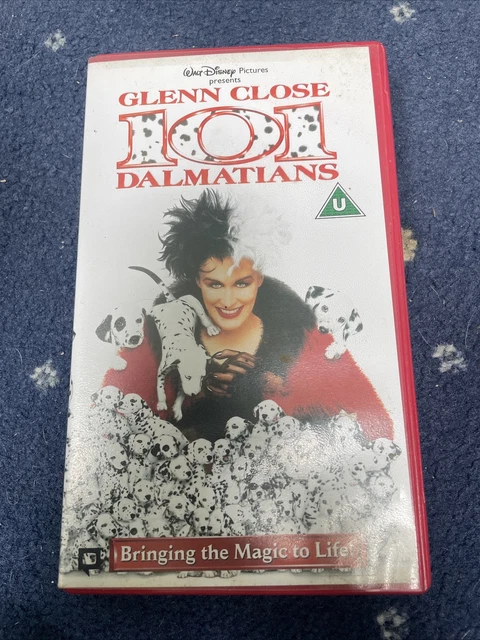 Walt Disney Pictures
presents
GLENN CLOSE
101
DALMATIANS
U
Bringing the Magic to Life!